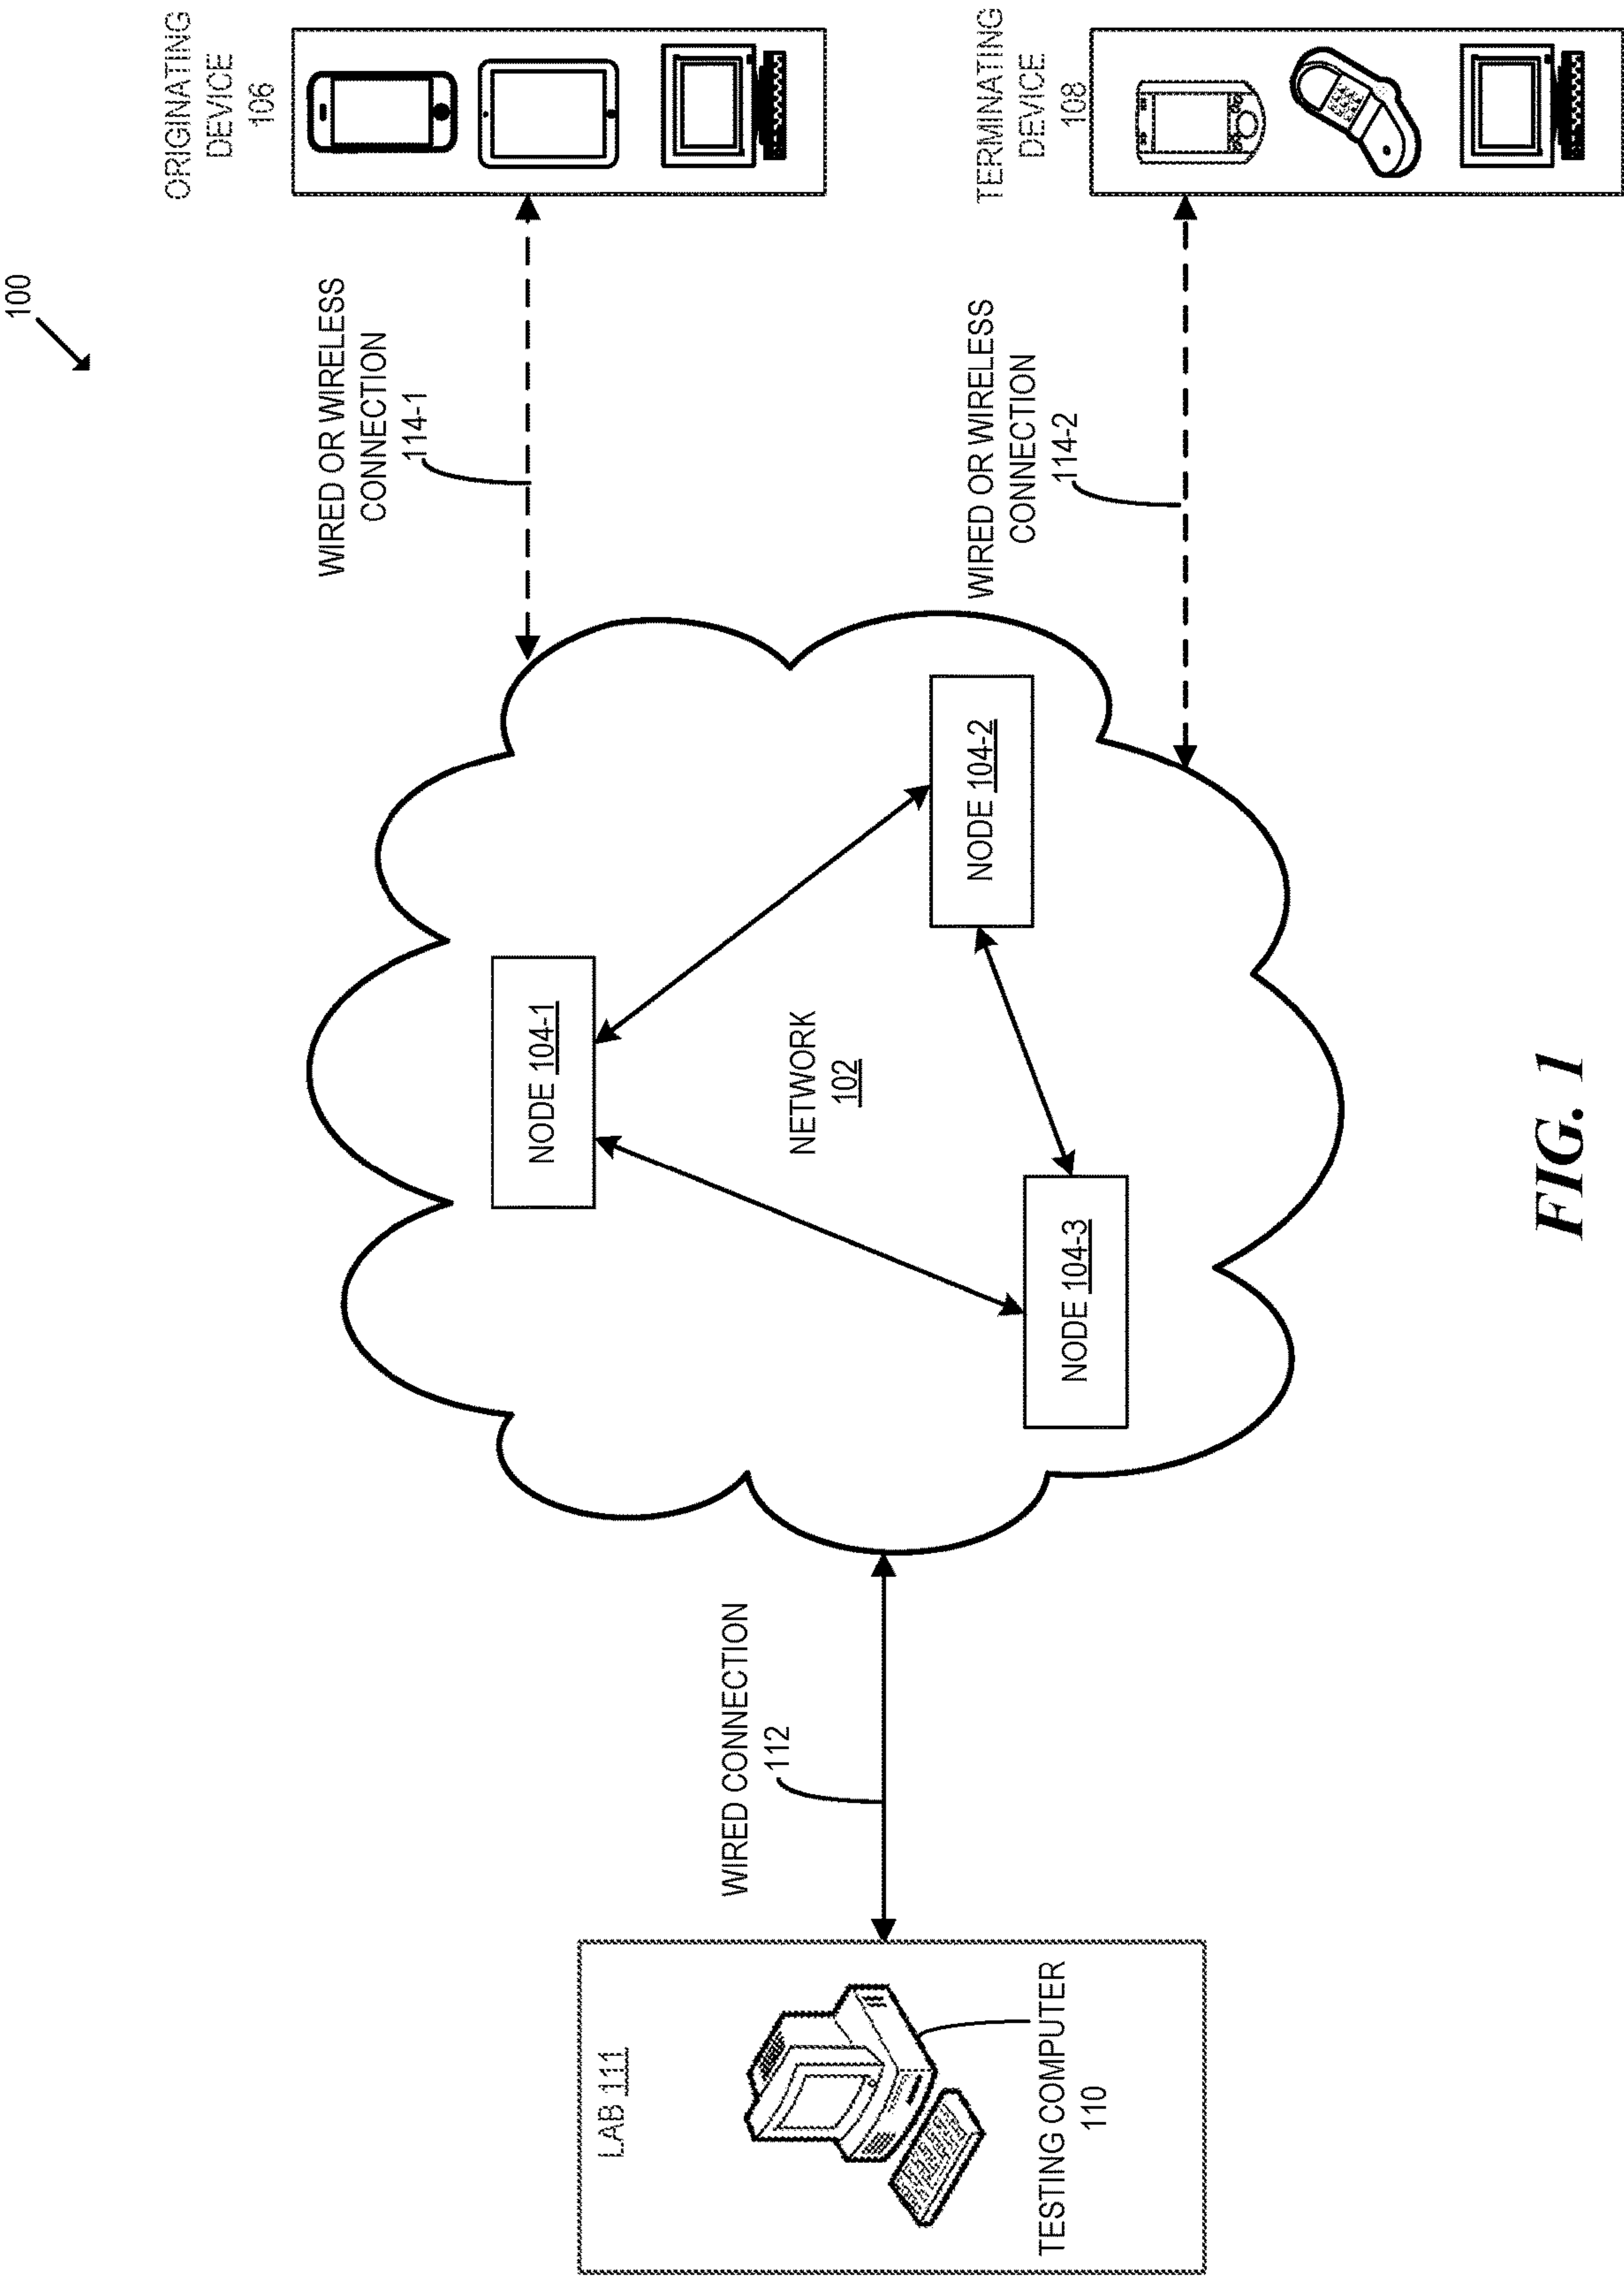 100
LAB 111
TESTING COMPUTER
110
WIRED CONNECTION
112
NODE 104-1
NETWORK
102
NODE 104-2
NODE 104-3
WIRED OR WIRELESS
CONNECTION
114-1
WIRED OR WIRELESS
CONNECTION
114-2
ORIGINATING
DEVICE
106
TERMINATING
DEVICE
108
FIG. 1